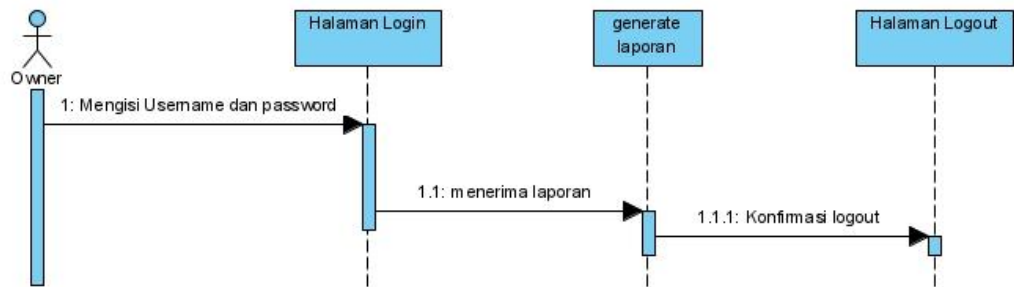 Owner
Halaman Login
generate
laporan
Halaman Logout
1: Mengisi Username dan password
1.1: menerima laporan
1.1.1: Konfirmasi logout